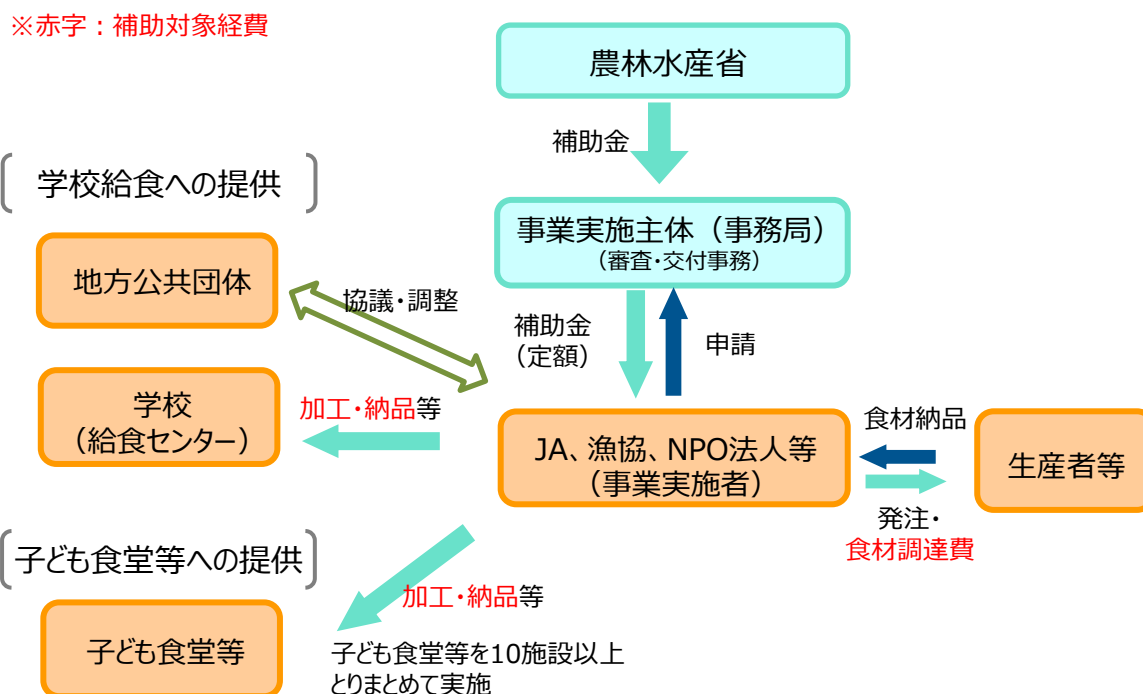 ※赤字：補助対象経費
農林水産省
補助金
学校給食への提供
事業実施主体（事務局）
（審査・交付事務）
地方公共団体
協議・調整
補助金
（定額）
申請
学校
（給食センター）
加工・納品等
JA、漁協、NPO法人等
（事業実施者）
食材納品
生産者等
発注・
食材調達費
子ども食堂等への提供
加工・納品等
子ども食堂等
子ども食堂等を10施設以上
とりまとめて実施